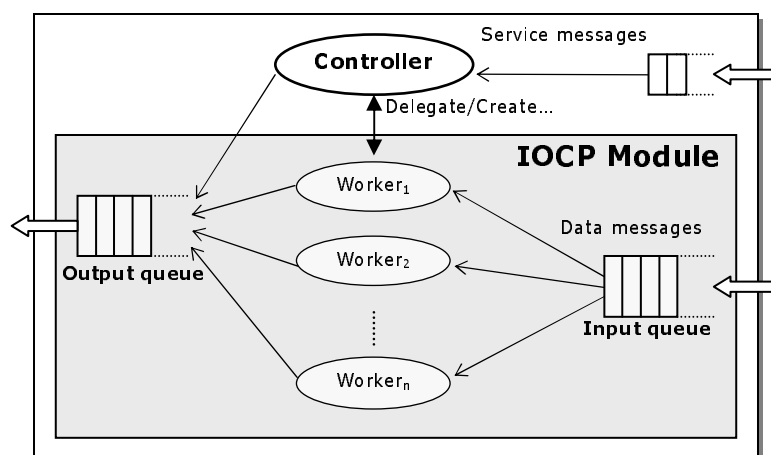 Service messages
Controller
Delegate/Create...
IOCP Module
Worker₁
Data messages
Worker₂
Output queue
Input queue
Workerₙ